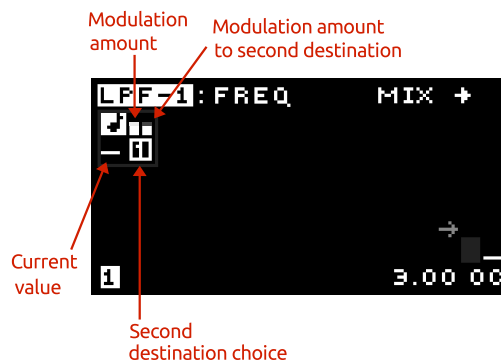 Modulation
amount
Modulation amount
to second destination
LPF-1:FREQ MIX →
Current
value
1 3.00 00
Second
destination choice